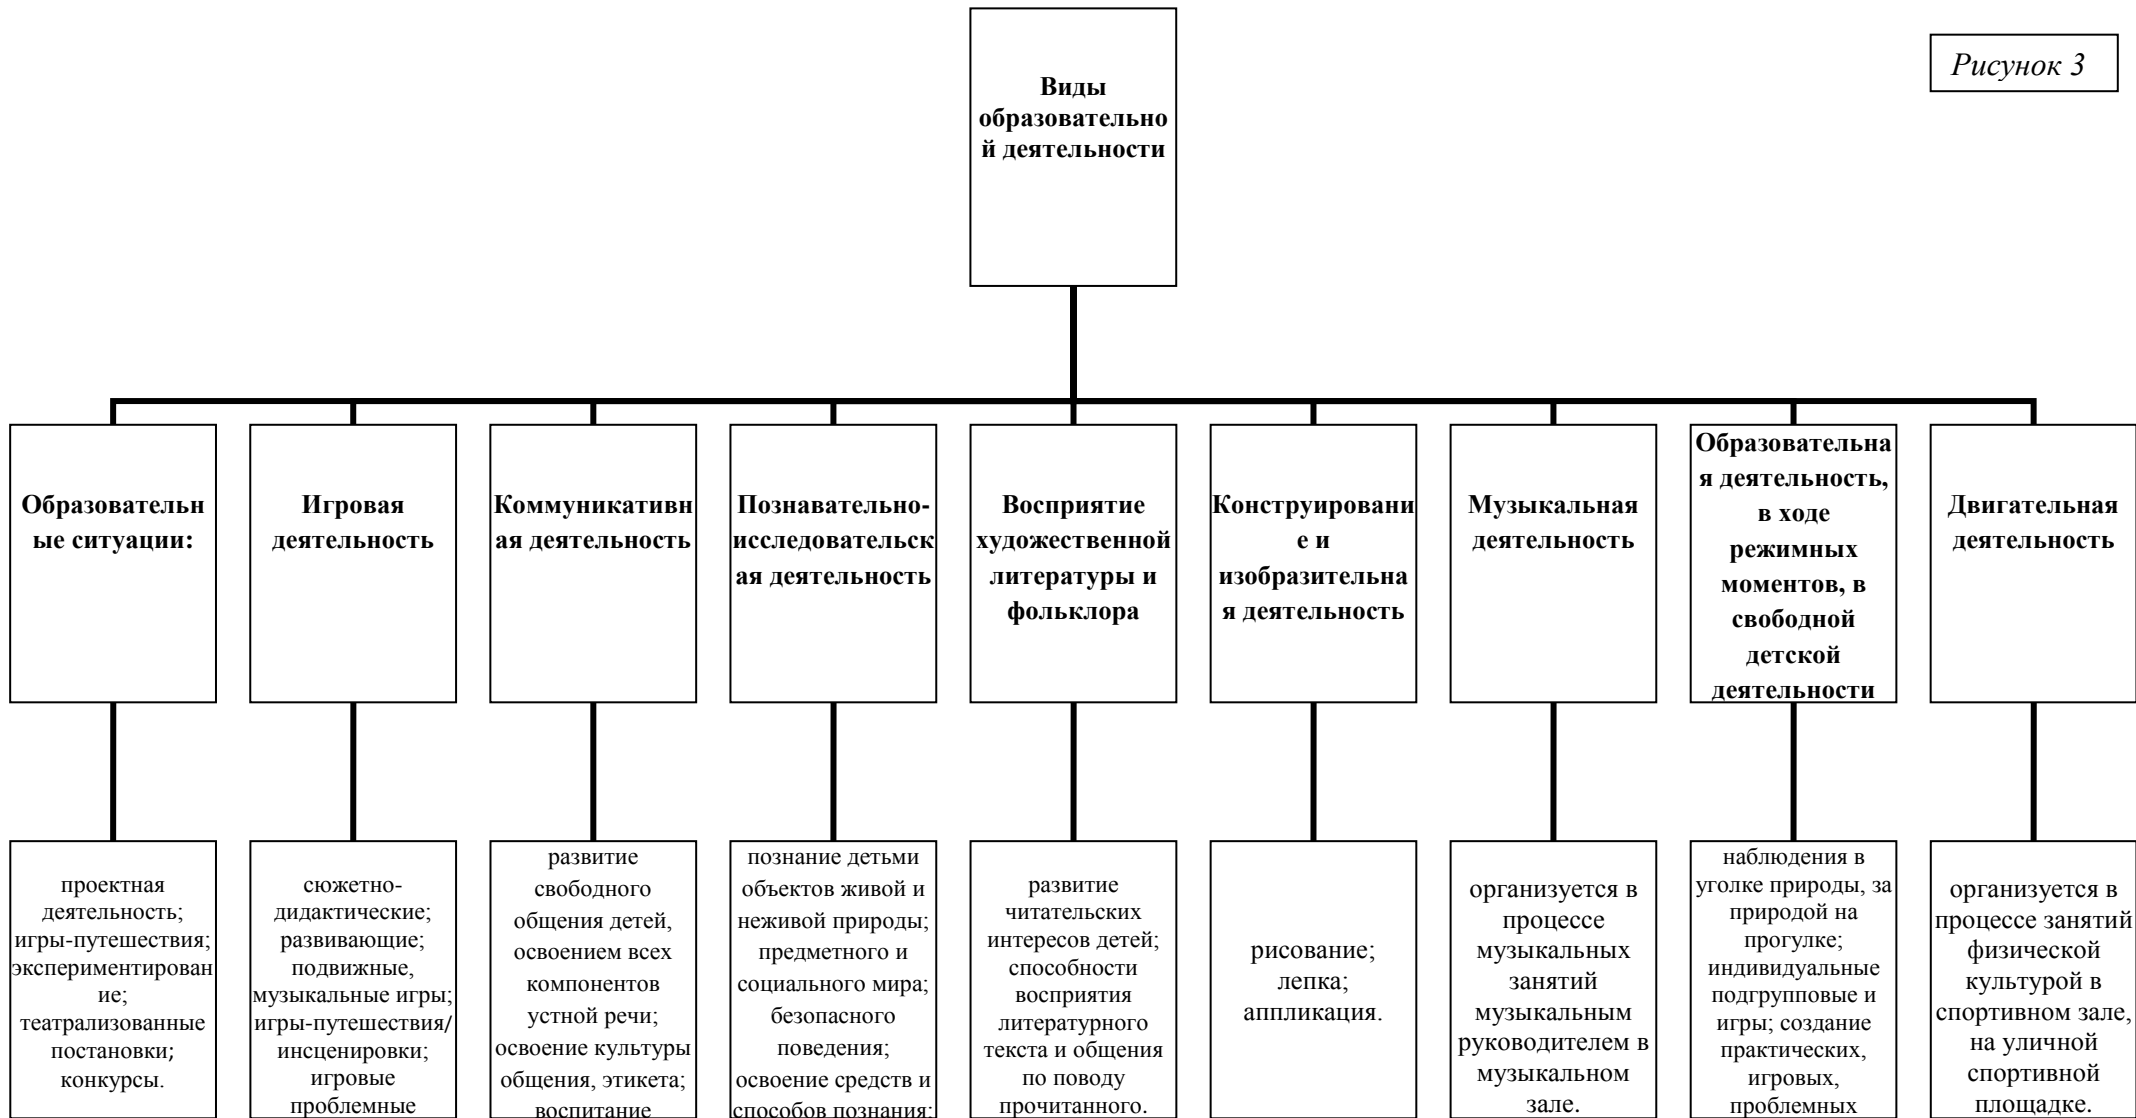 Рисунок 3
Виды
образовательно
й деятельности
Образовательн
ые ситуации:
Игровая
деятельность
Коммуникативн
ая деятельность
Познавательно-
исследовательск
ая деятельность
Восприятие
художественной
литературы и
фольклора
Конструировани
е и
изобразительна
я деятельность
Музыкальная
деятельность
Образовательна
я деятельность,
в ходе
режимных
моментов, в
свободной
детской
деятельности
Двигательная
деятельность
проектная
деятельность;
игры-путешествия;
экспериментирован
ие;
театрализованные
постановки;
конкурсы.
сюжетно-
дидактические;
развивающие;
подвижные,
музыкальные игры;
игры-путешествия/
инсценировки;
игровые
проблемные
развитие
свободного
общения детей,
освоением всех
компонентов
устной речи;
освоение культуры
общения, этикета;
воспитание
познание детьми
объектов живой и
неживой природы;
предметного и
социального мира;
безопасного
поведения;
освоение средств и
способов познания;
развитие
читательских
интересов детей;
способности
восприятия
литературного
текста и общения
по поводу
прочитанного.
рисование;
лепка;
аппликация.
организуется в
процессе
музыкальных
занятий
музыкальным
руководителем в
музыкальном
зале.
наблюдения в
уголке природы, за
природой на
прогулке;
индивидуальные
подгрупповые и
игры; создание
практических,
игровых,
проблемных
организуется в
процессе занятий
физической
культурой в
спортивном зале,
на уличной
спортивной
площадке.